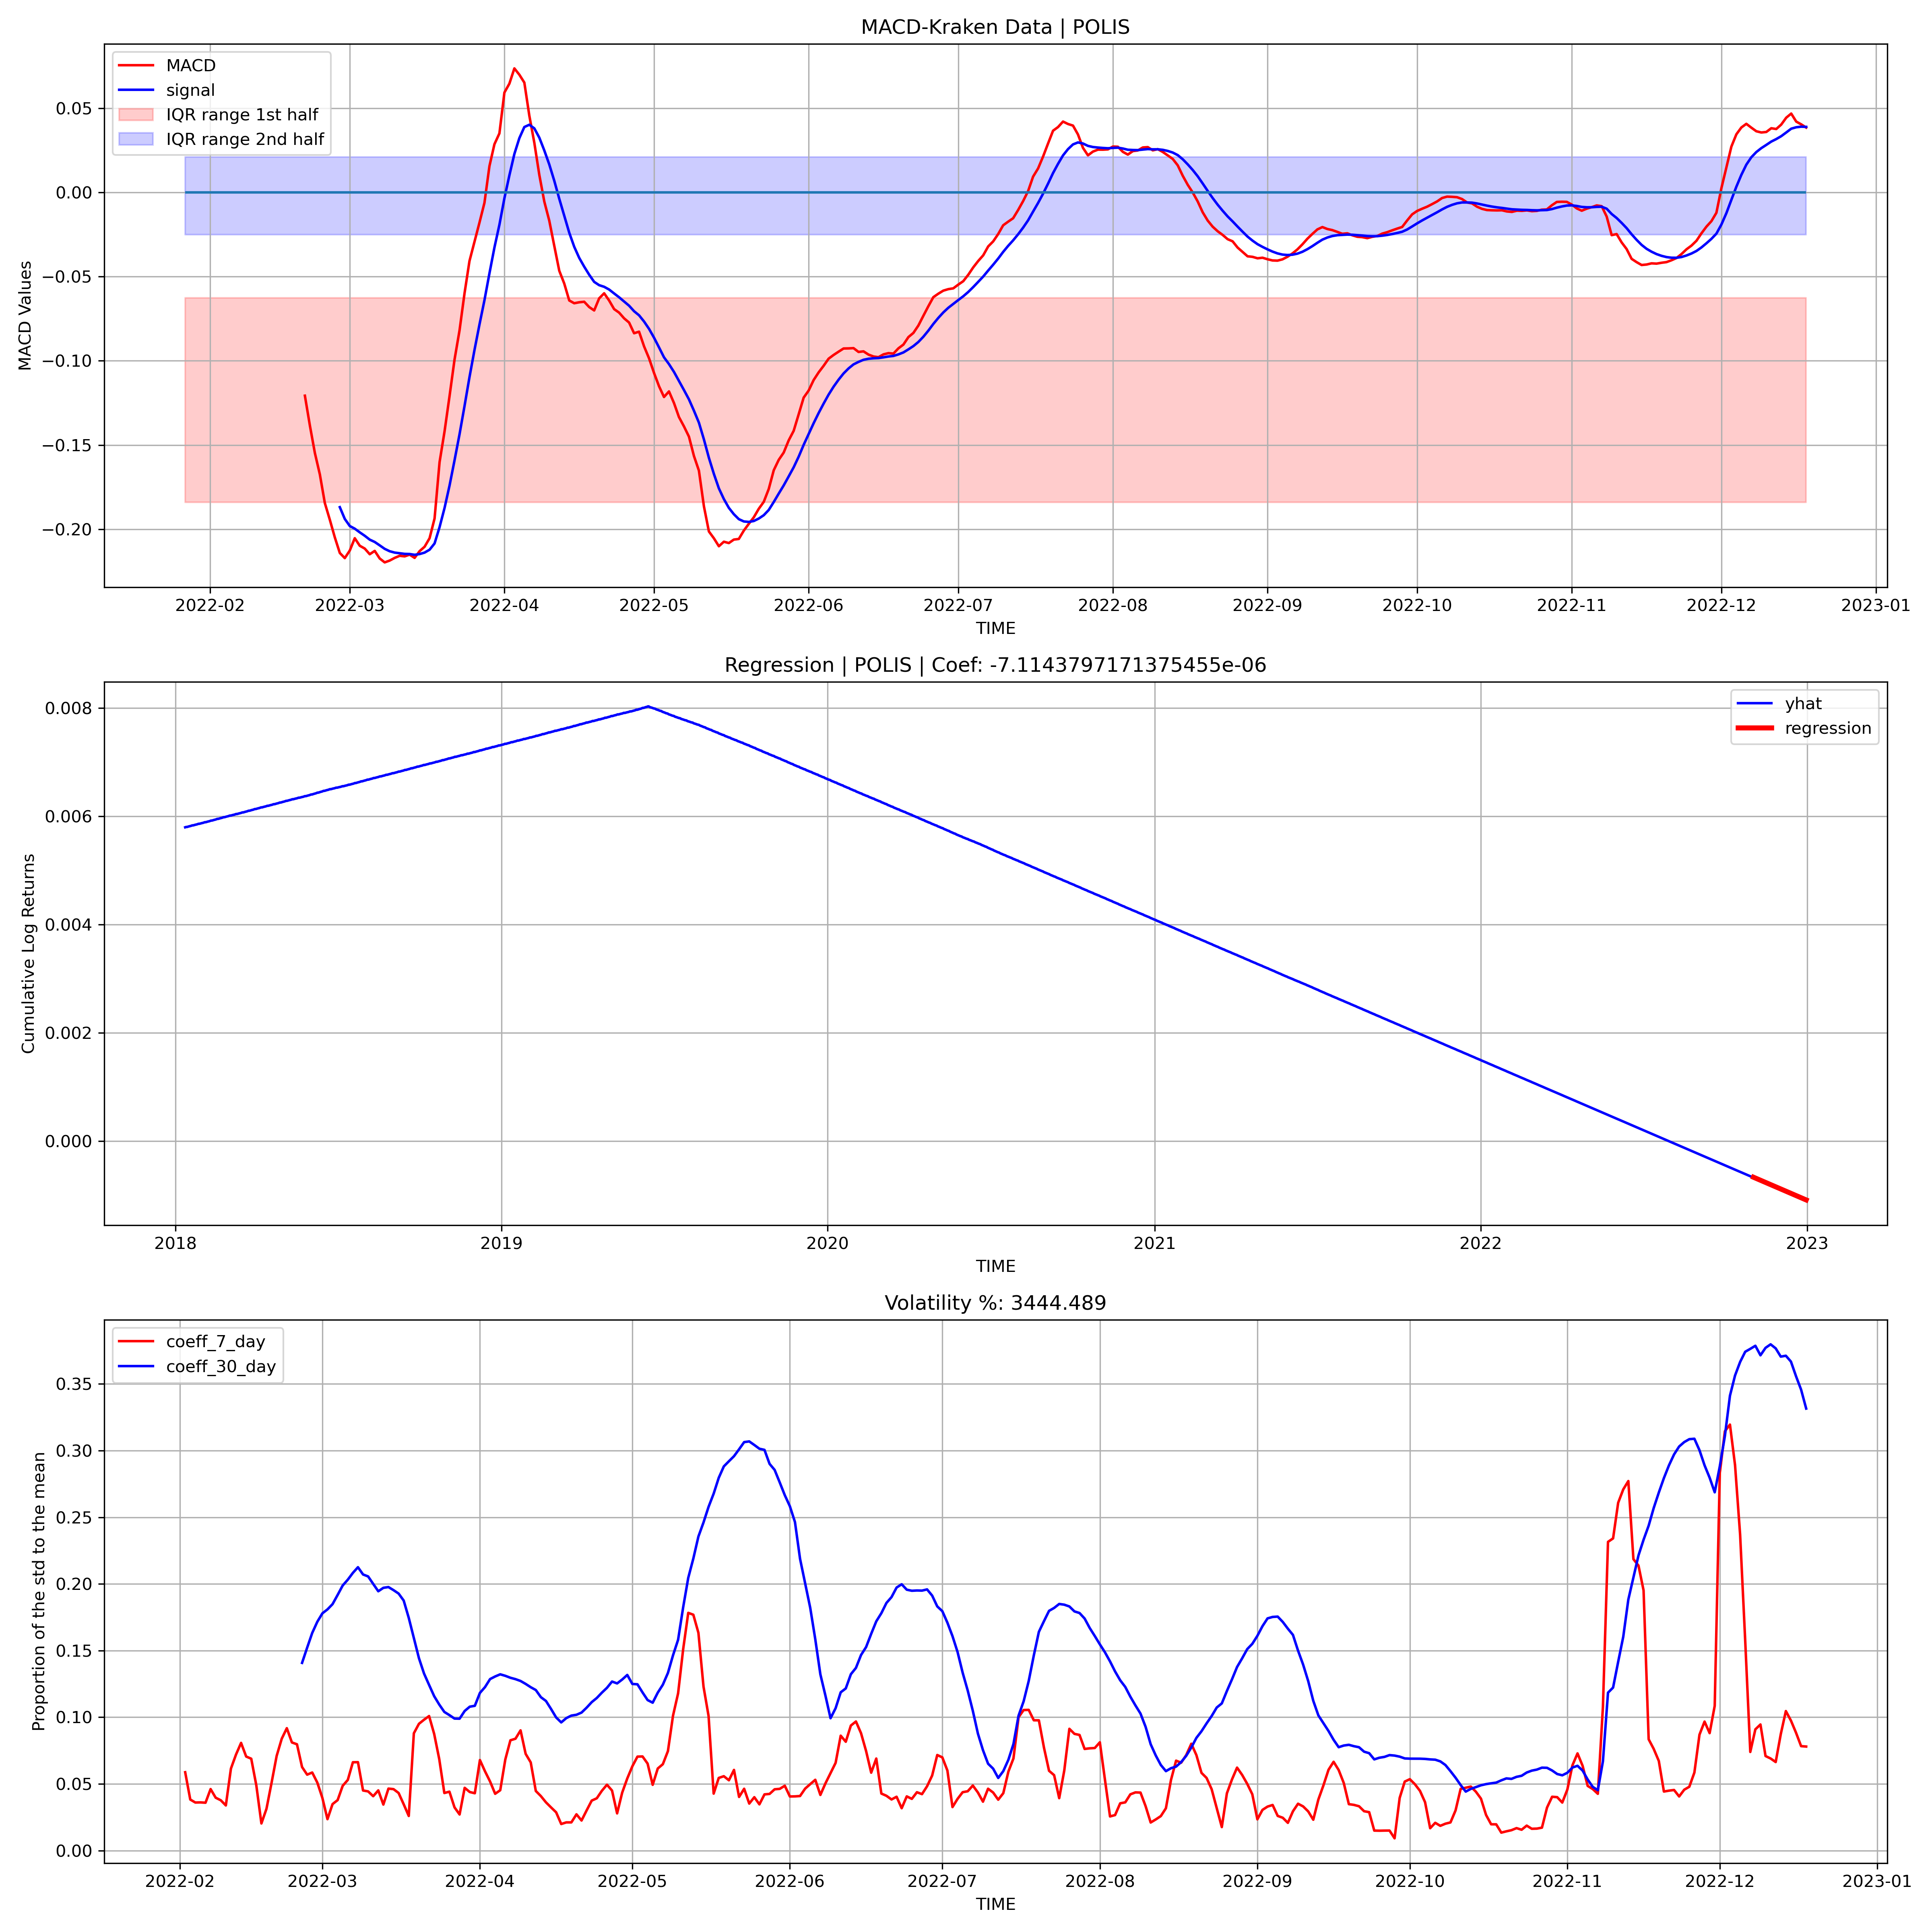 MACD-Kraken Data | POLIS
MACD
signal
IQR range 1st half
IQR range 2nd half
0.05
0.00
−0.05
−0.10
−0.15
−0.20
MACD Values
2022-02 2022-03 2022-04 2022-05 2022-06 2022-07 2022-08 2022-09 2022-10 2022-11 2022-12 2023-01
TIME
Regression | POLIS | Coef: -7.1143797171375455e-06
yhat
regression
0.008
0.006
0.004
0.002
0.000
Cumulative Log Returns
2018 2019 2020 2021 2022 2023
TIME
Volatility %: 3444.489
coeff_7_day
coeff_30_day
0.35
0.30
0.25
0.20
0.15
0.10
0.05
0.00
Proportion of the std to the mean
2022-02 2022-03 2022-04 2022-05 2022-06 2022-07 2022-08 2022-09 2022-10 2022-11 2022-12 2023-01
TIME